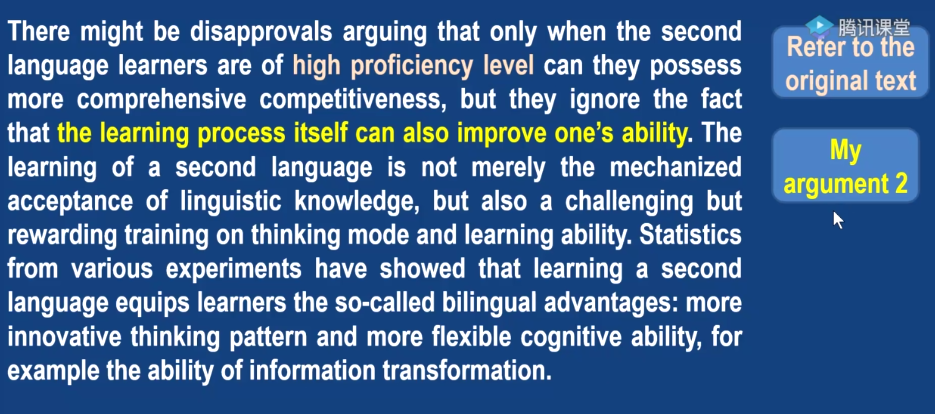 There might be disapprovals arguing that only when the second
language learners are of high proficiency level can they possess
more comprehensive competitiveness, but they ignore the fact
that the learning process itself can also improve one's ability. The
learning of a second language is not merely the mechanized
acceptance of linguistic knowledge, but also a challenging but
rewarding training on thinking mode and learning ability. Statistics
from various experiments have showed that learning a second
language equips learners the so-called bilingual advantages: more
innovative thinking pattern and more flexible cognitive ability, for
example the ability of information transformation.
腾讯课堂
Refer to the
original text
My
argument 2